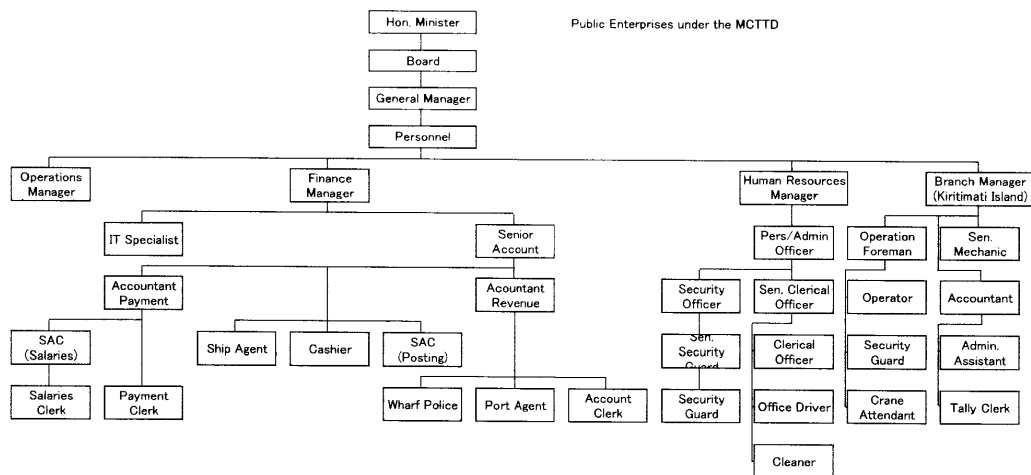 Hon. Minister
Public Enterprises under the MCTTD
Board
General Manager
Personnel
Operations
Manager
Finance
Manager
Human Resources
Manager
Branch Manager
(Kiritimati Island)
IT Specialist
Senior
Account
Pers/Admin
Officer
Operation
Foreman
Sen.
Mechanic
Accountant
Payment
Acountant
Revenue
Security
Officer
Sen. Clerical
Officer
Operator
Accountant
SAC
(Salaries)
Ship Agent
Cashier
SAC
(Posting)
Sen.
Security
Guard
Clerical
Officer
Security
Guard
Admin.
Assistant
Salaries
Clerk
Payment
Clerk
Wharf Police
Port Agent
Account
Clerk
Security
Guard
Office Driver
Crane
Attendant
Tally Clerk
Cleaner